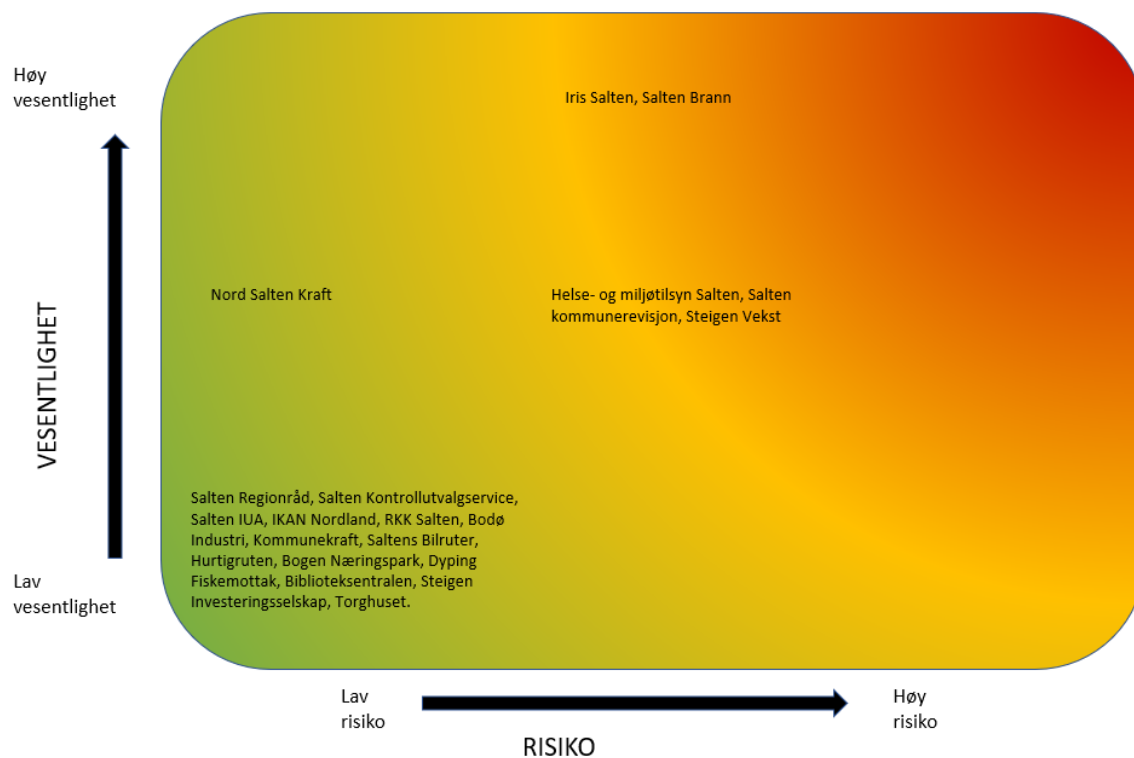 Høy
vesentlighet
Iris Salten, Salten Brann
VESENTLIGHET
Nord Salten Kraft
Helse- og miljøtilsyn Salten, Salten
kommunerevisjon, Steigen Vekst
Salten Regionråd, Salten Kontrollutvalgservice,
Salten IUA, IKAN Nordland, RKK Salten, Bodø
Industri, Kommunekraft, Saltens Bilruter,
Hurtigruten, Bogen Næringspark, Dyping
Fiskemottak, Biblioteksentralen, Steigen
Investeringsselskap, Torghuset.
Lav
vesentlighet
Lav
risiko
Høy
risiko
RISIKO